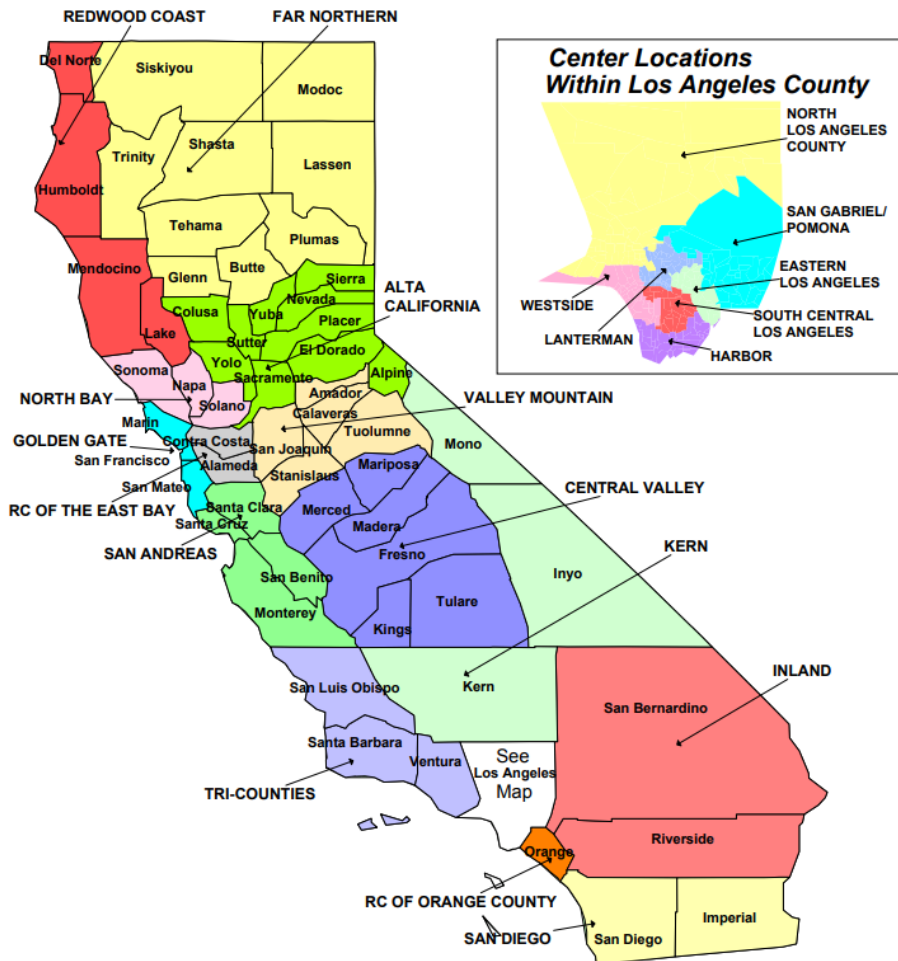 REDWOOD COAST
FAR NORTHERN
Del Norte
Siskiyou
Modoc
Trinity
Shasta
Lassen
Humboldt
Tehama
Plumas
Mendocino
Glenn
Butte
Sierra
Nevada
Colusa
Yuba
Placer
Lake
Sutter
El Dorado
ALTA
CALIFORNIA
Yolo
Sacramento
Alpine
Sonoma
Napa
Solano
Amador
NORTH BAY
Calaveras
VALLEY MOUNTAIN
Marin
Tuolumne
Mono
GOLDEN GATE
Contra Costa
San Joaquin
San Francisco
Alameda
Mariposa
Stanislaus
San Mateo
RC OF THE EAST BAY
Santa Clara
Merced
CENTRAL VALLEY
Santa Cruz
Madera
SAN ANDREAS
Fresno
KERN
San Benito
Inyo
Monterey
Tulare
Kings
San Luis Obispo
Kern
INLAND
San Bernardino
Santa Barbara
Ventura
See
Los Angeles
Map
TRI-COUNTIES
Orange
Riverside
RC OF ORANGE COUNTY
SAN DIEGO
San Diego
Imperial
Center Locations
Within Los Angeles County
NORTH
LOS ANGELES
COUNTY
SAN GABRIEL/
POMONA
EASTERN
LOS ANGELES
WESTSIDE
SOUTH CENTRAL
LOS ANGELES
LANTERMAN
HARBOR